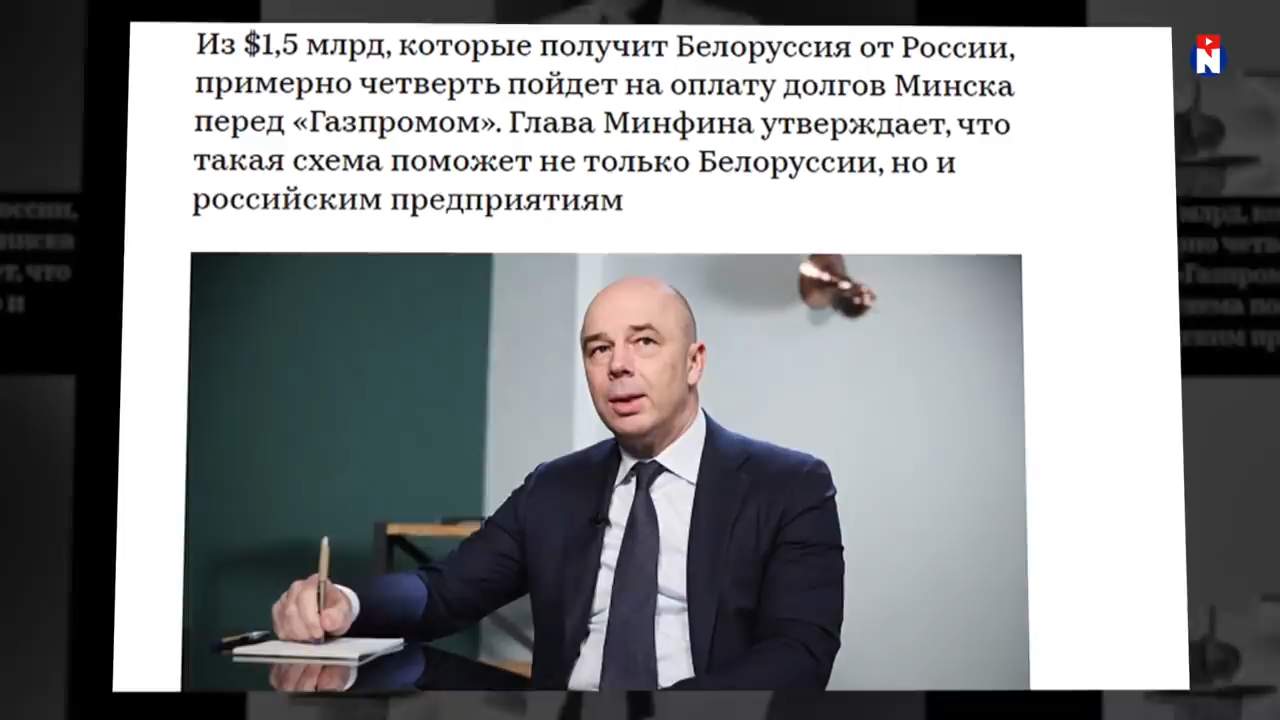 Из $1,5 млрд, которые получит Белоруссия от России,
примерно четверть пойдет на оплату долгов Минска
перед «Газпромом». Глава Минфина утверждает, что
такая схема поможет не только Белоруссии, но и
российским предприятиям
N